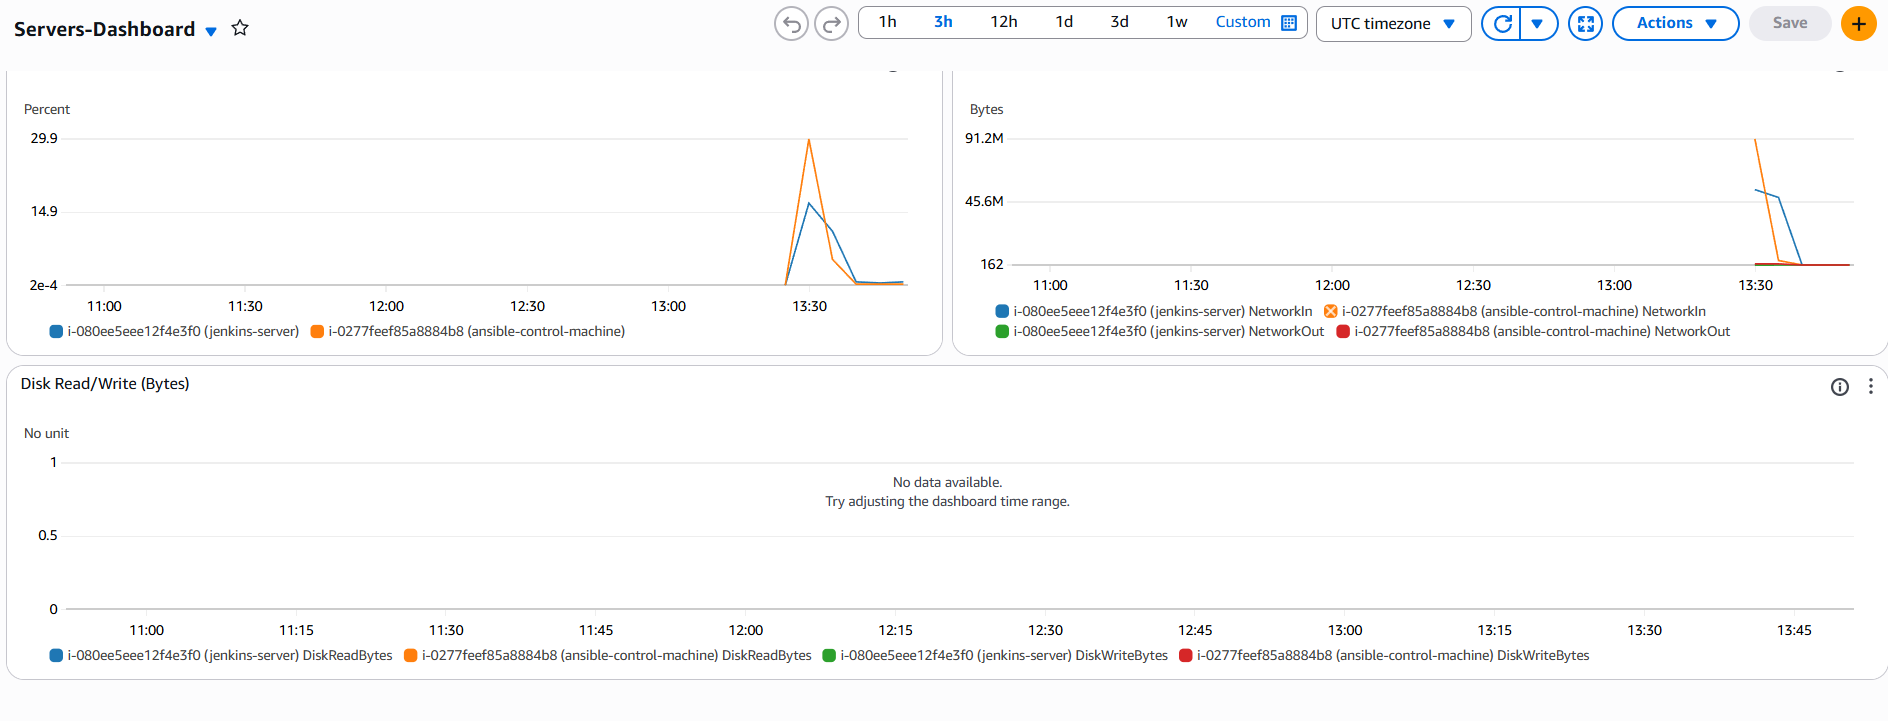 Servers-Dashboard
1h 3h 12h 1d 3d 1w Custom UTC timezone Actions Save
Percent
29.9
14.9
2e-4
11:00 11:30 12:00 12:30 13:00 13:30
i-080ee5eee12f4e3f0 (jenkins-server) i-0277feef85a8884b8 (ansible-control-machine)
Bytes
91.2M
45.6M
162
11:00 11:30 12:00 12:30 13:00 13:30
i-080ee5eee12f4e3f0 (jenkins-server) NetworkIn i-0277feef85a8884b8 (ansible-control-machine) NetworkIn
i-080ee5eee12f4e3f0 (jenkins-server) NetworkOut i-0277feef85a8884b8 (ansible-control-machine) NetworkOut
Disk Read/Write (Bytes)
No unit
1
No data available.
Try adjusting the dashboard time range.
0.5
0
11:00 11:15 11:30 11:45 12:00 12:15 12:30 12:45 13:00 13:15 13:30 13:45
i-080ee5eee12f4e3f0 (jenkins-server) DiskReadBytes i-0277feef85a8884b8 (ansible-control-machine) DiskReadBytes i-080ee5eee12f4e3f0 (jenkins-server) DiskWriteBytes i-0277feef85a8884b8 (ansible-control-machine) DiskWriteBytes